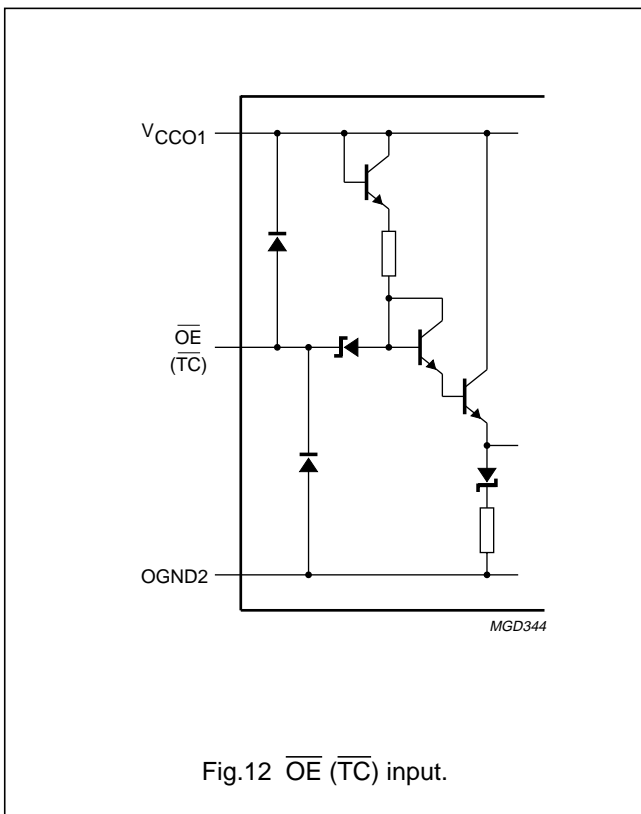 VCCO1
OE
(TC)
OGND2
MGD344
Fig.12 OE (TC) input.